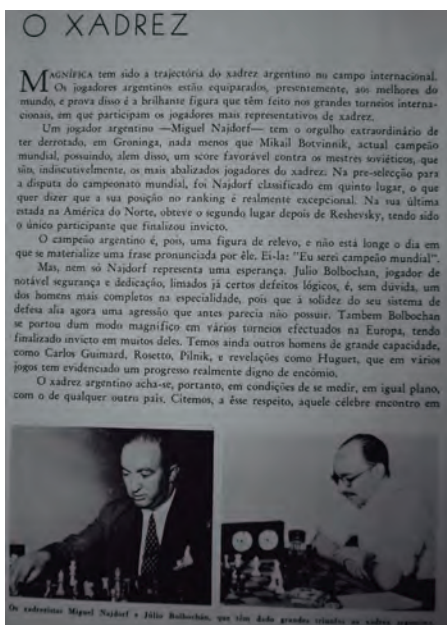 O XADREZ
MAGNÍFICA tem sido a trajectória do xadrez argentino no campo internacional.
Os jogadores argentinos estão equiparados, presentemente, aos melhores do
mundo, e prova disso é a brilhante figura que têm feito nos grandes torneios interna-
cionais, em que participam os jogadores mais representativos de xadrez.
Um jogador argentino —Miguel Najdorf— tem o orgulho extraordinário de
ter derrotado, em Groninga, nada menos que Mikail Botvinnik, actual campeão
mundial, possuindo, alem disso, um score favorável contra os mestres soviéticos, que
são, indiscutivelmente, os mais abalizados jogadores do xadrez. Na pre-selecção para
a disputa do campeonato mundial, foi Najdorf classificado em quinto lugar, o que
quer dizer que a sua posição no ranking é realmente excepcional. Na sua última
estada na América do Norte, obteve o segundo lugar depois de Reshevsky, tendo sido
o único participante que finalizou invicto.
O campeão argentino é, pois, uma figura de relevo, e não está longe o dia em
que se materialize uma frase pronunciada por êle. Ei-la: "Eu serei campeão mundial".
Mas, nem só Najdorf representa uma esperança. Julio Bolbochan, jogador de
notável segurança e dedicação, limados já certos defeitos lógicos, é, sem dúvida, um
dos homens mais completos na especialidade, pois que à solidez do seu sistema de
defesa alia agora uma agressão que antes parecia não possuir. Tambem Bolbochan
se portou dum modo magnífico em vários torneios efectuados na Europa, tendo
finalizado invicto em muitos deles. Temos ainda outros homens de grande capacidade,
como Carlos Guimard, Rosetto, Pilnik, e revelações como Huguet, que em vários
jogos tem evidenciado um progresso realmente digno de encómio.
O xadrez argentino acha-se, portanto, em condições de se medir, em igual plano,
com o de qualquer outro país. Citemos, a êsse respeito, aquele célebre encontro em
Os xadrezistas Miguel Najdorf e Júlio Bolbochán, que têm dado grandes triunfos ao xadrez argentino.